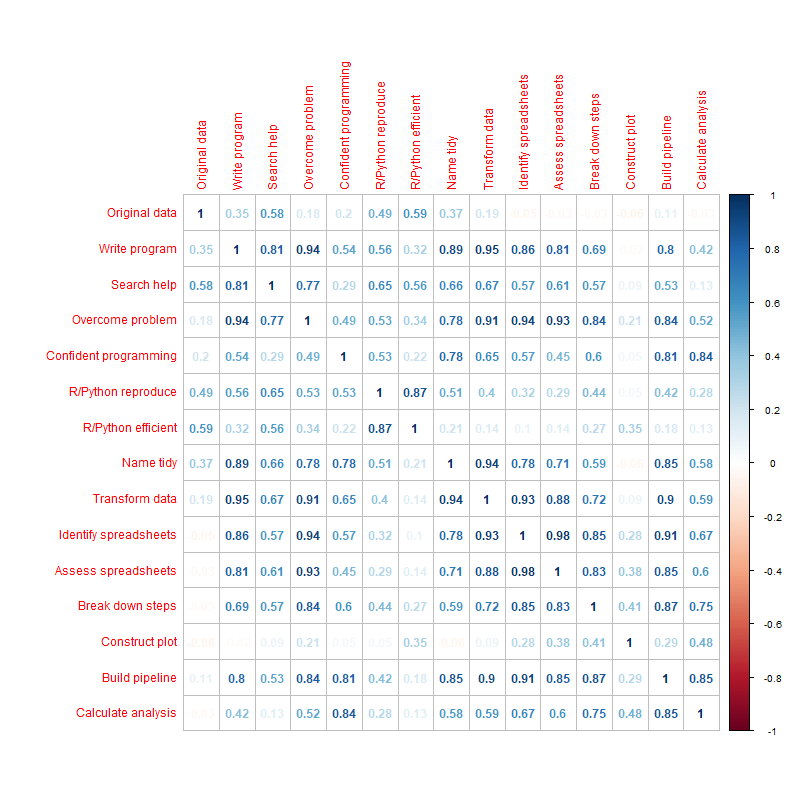 Original data
Write program
Search help
Overcome problem
Confident programming
R/Python reproduce
R/Python efficient
Name tidy
Transform data
Identify spreadsheets
Assess spreadsheets
Break down steps
Construct plot
Build pipeline
Calculate analysis
Original data 1 0.35 0.58 0.18 0.2 0.49 0.59 0.37 0.19 -0.05 -0.03 -0.03 -0.06 0.11 -0.03
Write program 0.35 1 0.81 0.94 0.54 0.56 0.32 0.89 0.95 0.86 0.81 0.69 0.8 0.42
Search help 0.58 0.81 1 0.77 0.29 0.65 0.56 0.66 0.67 0.57 0.61 0.57 0.09 0.53 0.13
Overcome problem 0.18 0.94 0.77 1 0.49 0.53 0.34 0.78 0.91 0.94 0.93 0.84 0.21 0.84 0.52
Confident programming 0.2 0.54 0.29 0.49 1 0.53 0.22 0.78 0.65 0.57 0.45 0.6 0.05 0.81 0.84
R/Python reproduce 0.49 0.56 0.65 0.53 0.53 1 0.87 0.51 0.4 0.32 0.29 0.44 0.05 0.42 0.28
R/Python efficient 0.59 0.32 0.56 0.34 0.22 0.87 1 0.21 0.14 0.1 0.14 0.27 0.35 0.18 0.13
Name tidy 0.37 0.89 0.66 0.78 0.78 0.51 0.21 1 0.94 0.78 0.71 0.59 -0.06 0.85 0.58
Transform data 0.19 0.95 0.67 0.91 0.65 0.4 0.14 0.94 1 0.93 0.88 0.72 0.09 0.9 0.59
Identify spreadsheets -0.05 0.86 0.57 0.94 0.57 0.32 0.1 0.78 0.93 1 0.98 0.85 0.28 0.91 0.67
Assess spreadsheets -0.03 0.81 0.61 0.93 0.45 0.29 0.14 0.71 0.88 0.98 1 0.83 0.38 0.85 0.6
Break down steps -0.03 0.69 0.57 0.84 0.6 0.44 0.27 0.59 0.72 0.85 0.83 1 0.41 0.87 0.75
Construct plot -0.06 0.09 0.21 0.05 0.05 0.35 -0.06 0.09 0.28 0.38 0.41 1 0.29 0.48
Build pipeline 0.11 0.8 0.53 0.84 0.81 0.42 0.18 0.85 0.9 0.91 0.85 0.87 0.29 1 0.85
Calculate analysis -0.03 0.42 0.13 0.52 0.84 0.28 0.13 0.58 0.59 0.67 0.6 0.75 0.48 0.85 1
1
0.8
0.6
0.4
0.2
0
-0.2
-0.4
-0.6
-0.8
-1